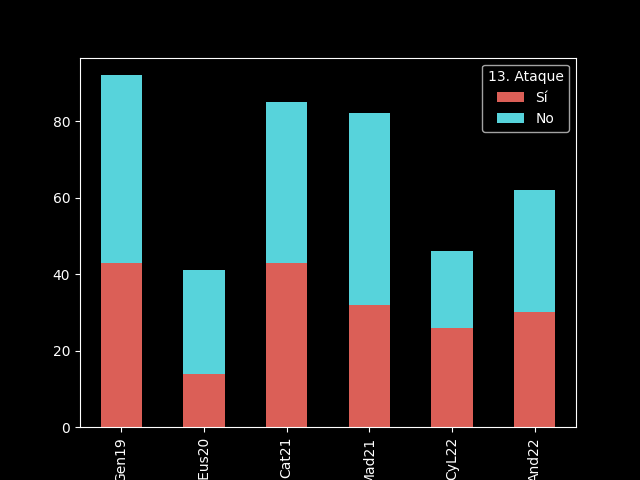 13. Ataque
Sí
No
80
60
40
20
0
Gen19
Eus20
Cat21
Mad21
CyL22
And22